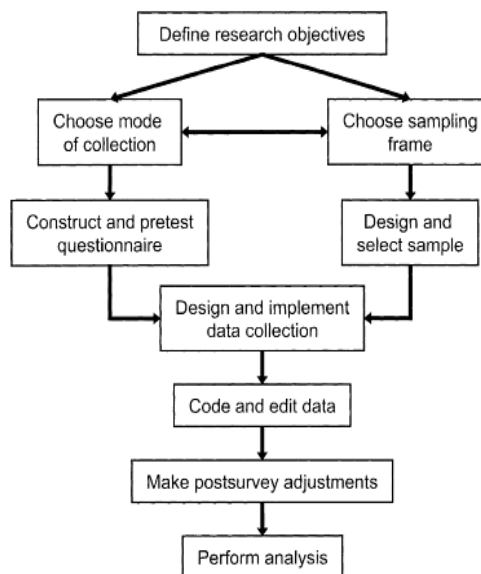 Define research objectives
Choose mode
of collection
Choose sampling
frame
Construct and pretest
questionnaire
Design and
select sample
Design and implement
data collection
Code and edit data
Make postsurvey adjustments
Perform analysis